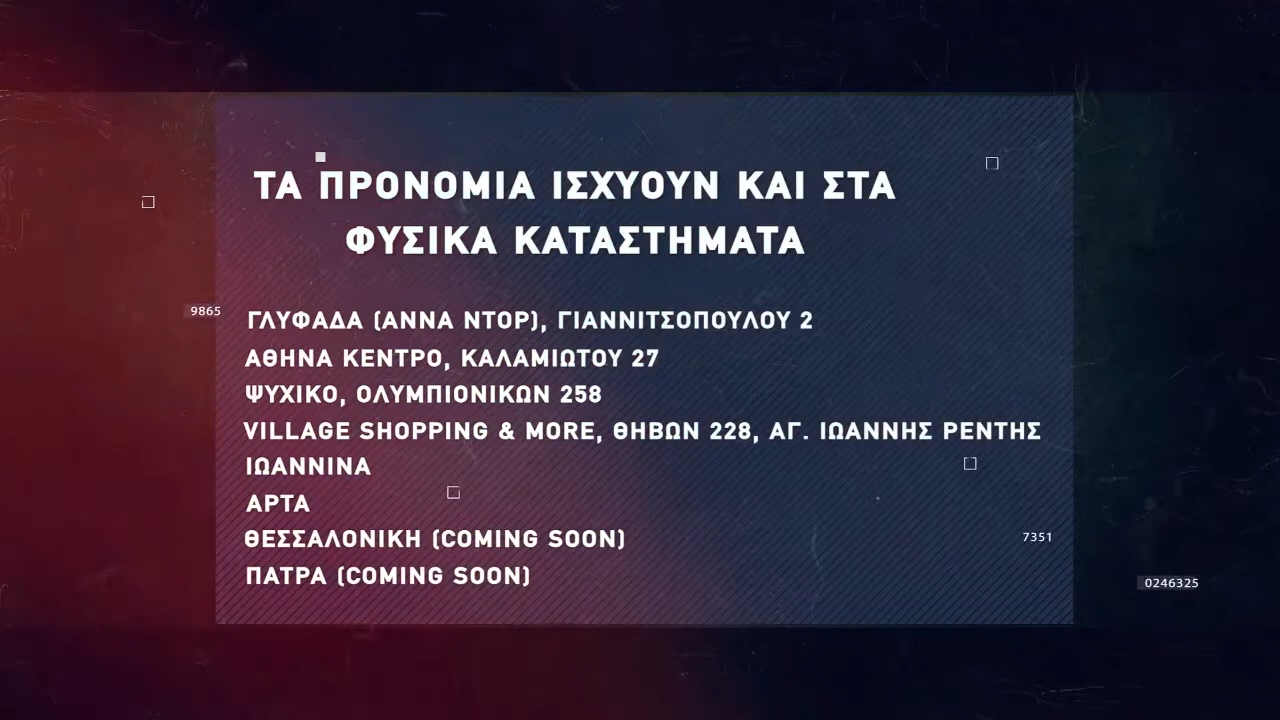 ΤΑ ΠΡΟΝΟΜΙΑ ΙΣΧΥΟΥΝ ΚΑΙ ΣΤΑ
ΦΥΣΙΚΑ ΚΑΤΑΣΤΗΜΑΤΑ
9865
ΓΛΥΦΑΔΑ (ΑΝΝΑ ΝΤΟΡ), ΓΙΑΝΝΙΤΣΟΠΟΥΛΟΥ 2
ΑΘΗΝΑ ΚΕΝΤΡΟ, ΚΑΛΑΜΙΩΤΟΥ 27
ΨΥΧΙΚΟ, ΟΛΥΜΠΙΟΝΙΚΩΝ 258
VILLAGE SHOPPING & MORE, ΘΗΒΩΝ 228, ΑΓ. ΙΩΑΝΝΗΣ ΡΕΝΤΗΣ
ΙΩΑΝΝΙΝΑ
ΑΡΤΑ
ΘΕΣΣΑΛΟΝΙΚΗ (COMING SOON)
7351
ΠΑΤΡΑ (COMING SOON)
0246325